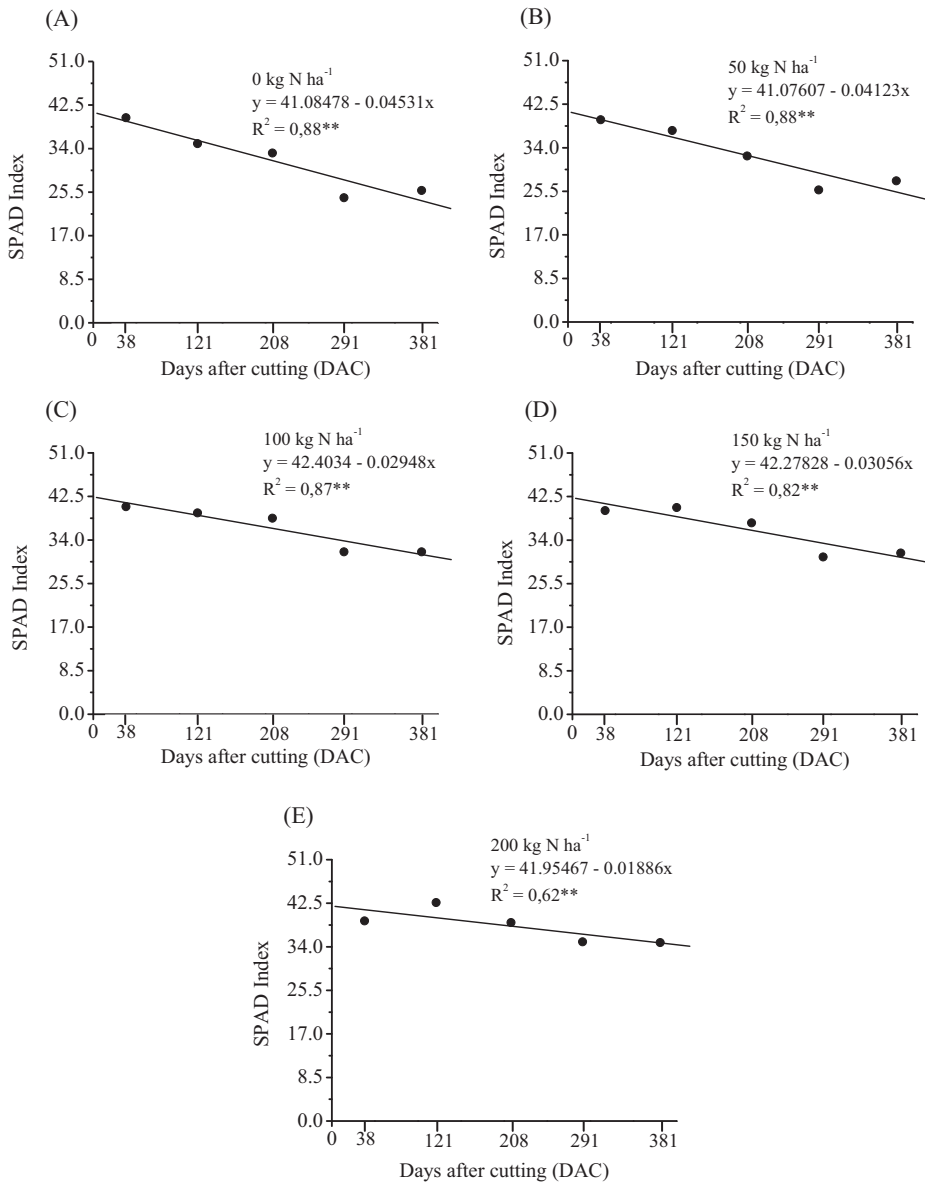 (A)
0 kg N ha⁻¹
y = 41.08478 - 0.04531x
R² = 0,88**
SPAD Index
51.0
42.5
34.0
25.5
17.0
8.5
0.0
0 38 121 208 291 381
Days after cutting (DAC)
(B)
50 kg N ha⁻¹
y = 41.07607 - 0.04123x
R² = 0,88**
SPAD Index
51.0
42.5
34.0
25.5
17.0
8.5
0.0
0 38 121 208 291 381
Days after cutting (DAC)
(C)
100 kg N ha⁻¹
y = 42.4034 - 0.02948x
R² = 0,87**
SPAD Index
51.0
42.5
34.0
25.5
17.0
8.5
0.0
0 38 121 208 291 381
Days after cutting (DAC)
(D)
150 kg N ha⁻¹
y = 42.27828 - 0.03056x
R² = 0,82**
SPAD Index
51.0
42.5
34.0
25.5
17.0
8.5
0.0
0 38 121 208 291 381
Days after cutting (DAC)
(E)
200 kg N ha⁻¹
y = 41.95467 - 0.01886x
R² = 0,62**
SPAD Index
51.0
42.5
34.0
25.5
17.0
8.5
0.0
0 38 121 208 291 381
Days after cutting (DAC)